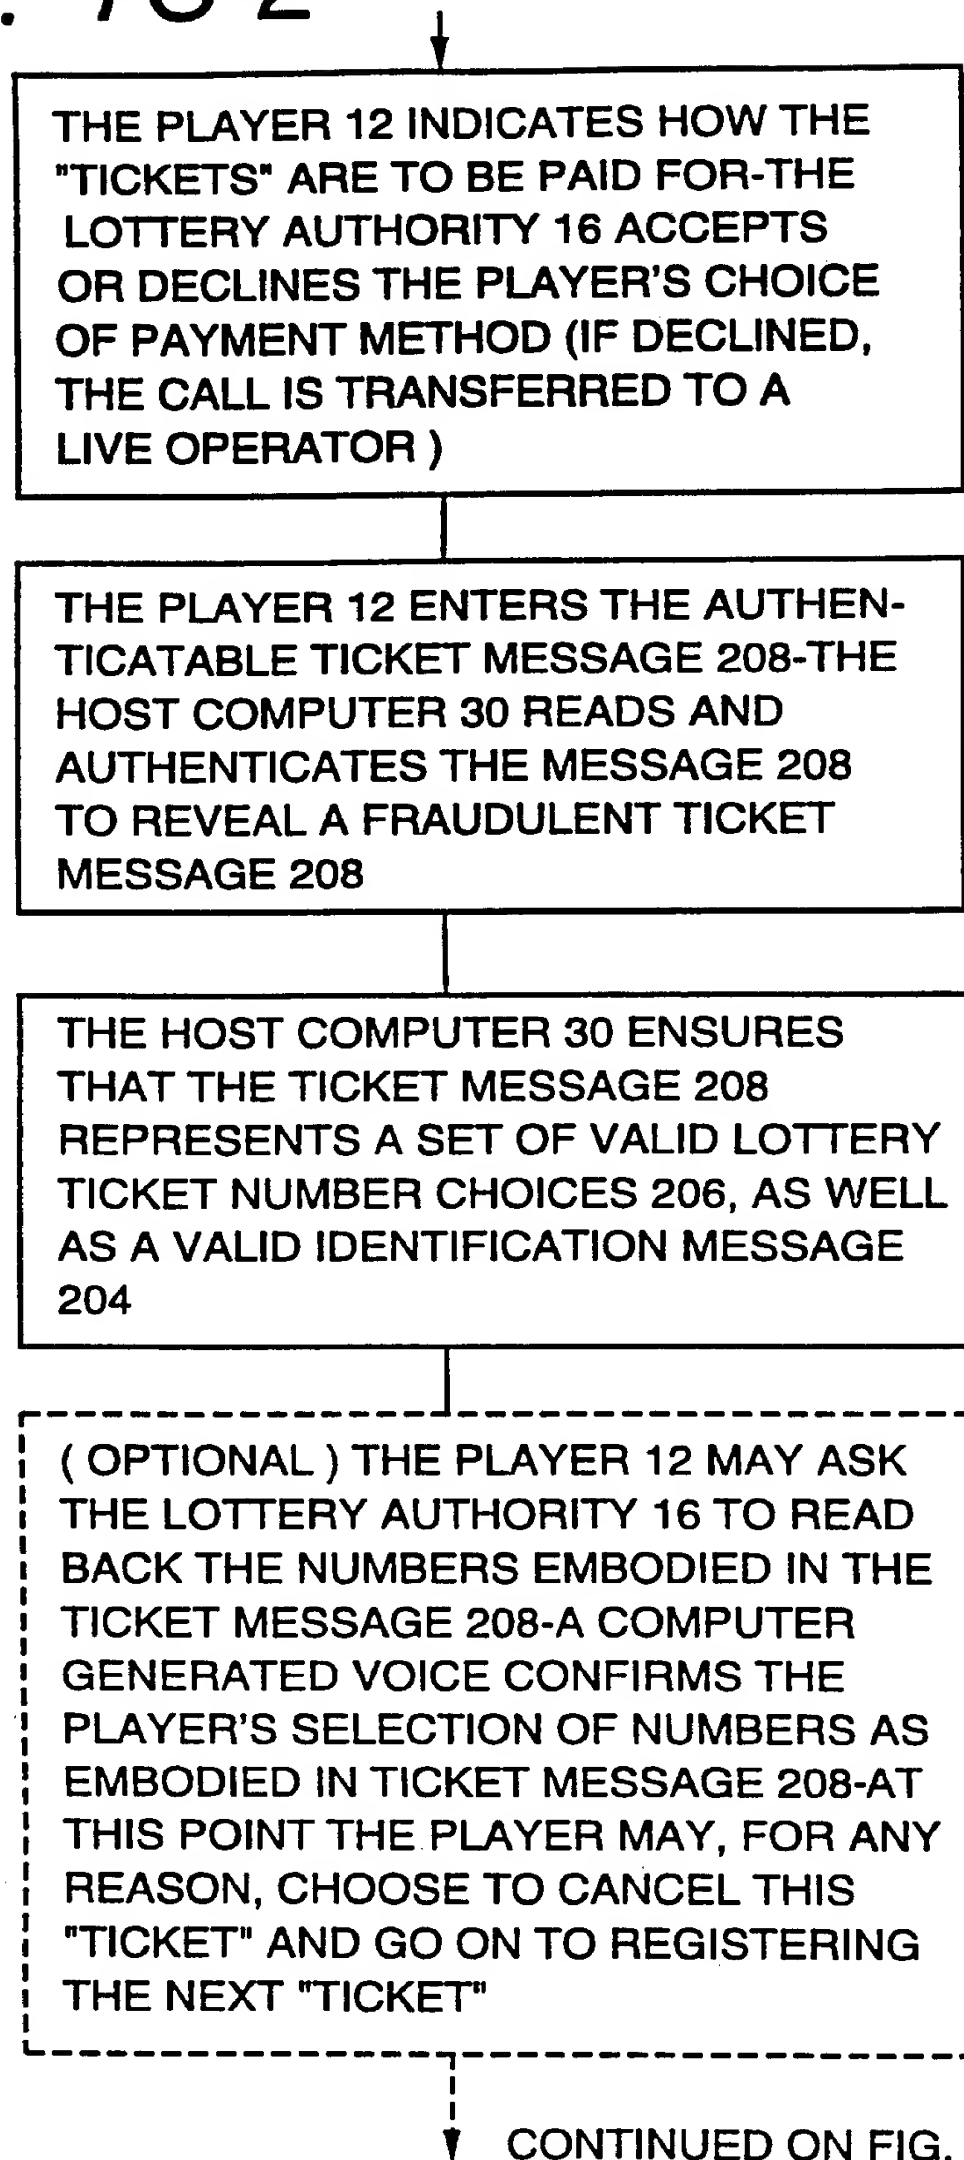 THE PLAYER 12 INDICATES HOW THE
"TICKETS" ARE TO BE PAID FOR-THE
LOTTERY AUTHORITY 16 ACCEPTS
OR DECLINES THE PLAYER'S CHOICE
OF PAYMENT METHOD (IF DECLINED,
THE CALL IS TRANSFERRED TO A
LIVE OPERATOR )
THE PLAYER 12 ENTERS THE AUTHEN-
TICATABLE TICKET MESSAGE 208-THE
HOST COMPUTER 30 READS AND
AUTHENTICATES THE MESSAGE 208
TO REVEAL A FRAUDULENT TICKET
MESSAGE 208
THE HOST COMPUTER 30 ENSURES
THAT THE TICKET MESSAGE 208
REPRESENTS A SET OF VALID LOTTERY
TICKET NUMBER CHOICES 206, AS WELL
AS A VALID IDENTIFICATION MESSAGE
204
( OPTIONAL ) THE PLAYER 12 MAY ASK
THE LOTTERY AUTHORITY 16 TO READ
BACK THE NUMBERS EMBODIED IN THE
TICKET MESSAGE 208-A COMPUTER
GENERATED VOICE CONFIRMS THE
PLAYER'S SELECTION OF NUMBERS AS
EMBODIED IN TICKET MESSAGE 208-AT
THIS POINT THE PLAYER MAY, FOR ANY
REASON, CHOOSE TO CANCEL THIS
"TICKET" AND GO ON TO REGISTERING
THE NEXT "TICKET"
CONTINUED ON FIG.